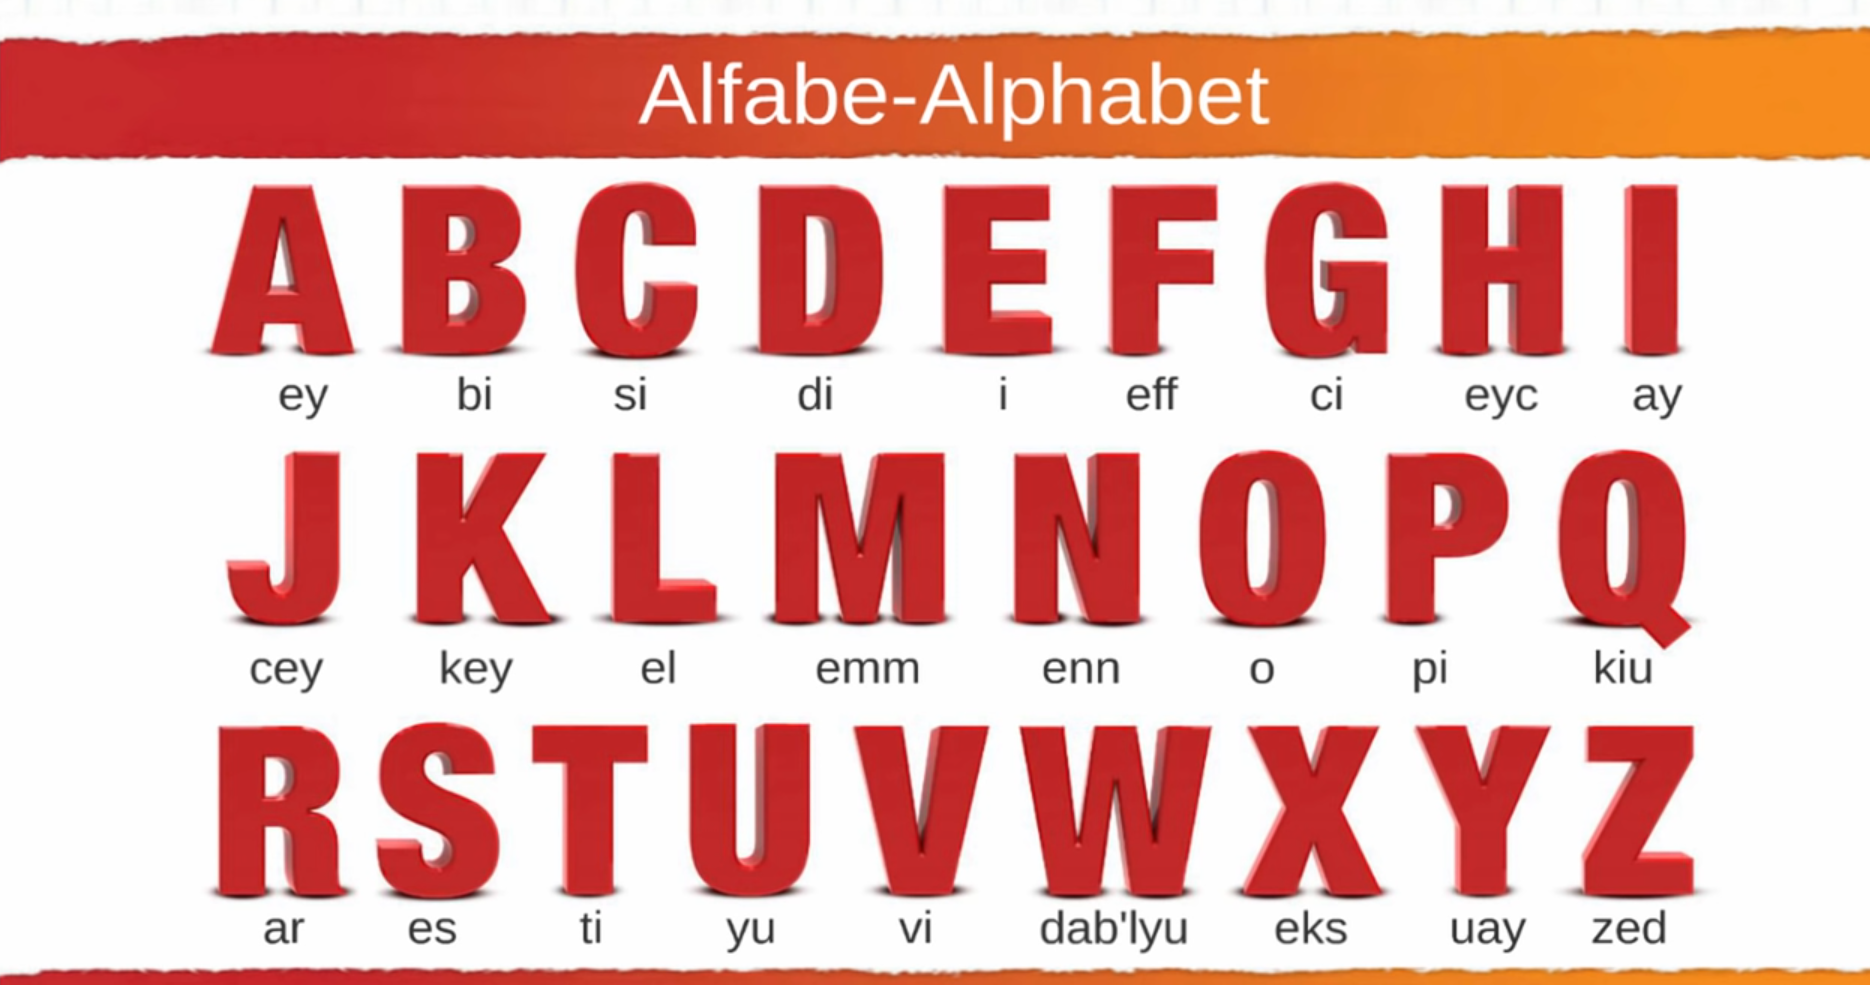 Alfabe-Alphabet
A B C D E F G H I
ey bi si di i eff ci eyc ay
J K L M N O P Q
cey key el emm enn o pi kiu
R S T U V W X Y Z
ar es ti yu vi dab'lyu eks uay zed